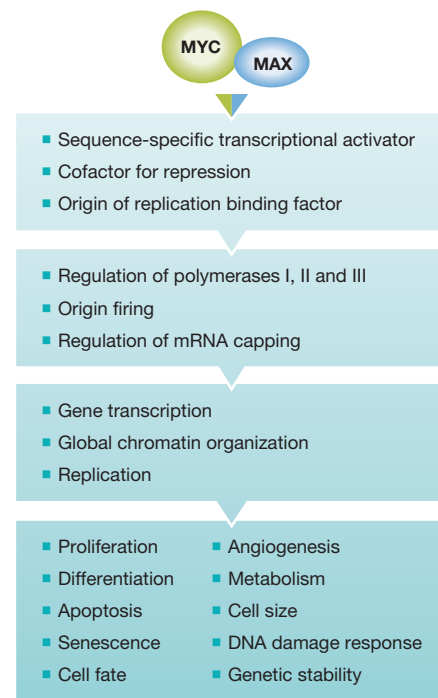 MYC
MAX
Sequence-specific transcriptional activator
Cofactor for repression
Origin of replication binding factor
Regulation of polymerases I, II and III
Origin firing
Regulation of mRNA capping
Gene transcription
Global chromatin organization
Replication
Proliferation
Differentiation
Apoptosis
Senescence
Cell fate
Angiogenesis
Metabolism
Cell size
DNA damage response
Genetic stability